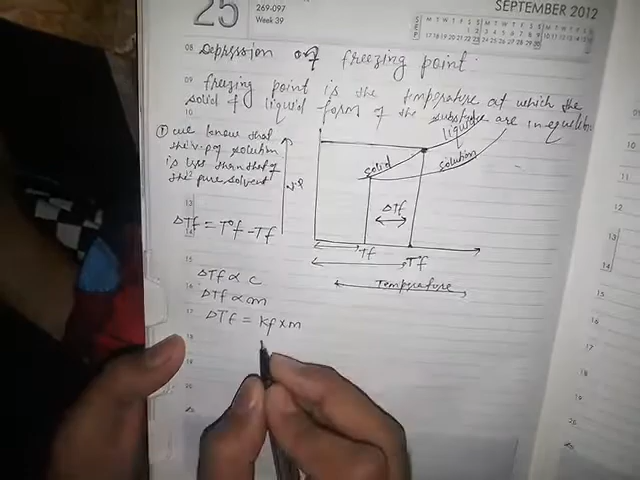 25
269-097
Week 39
SEPTEMBER 2012
Depression of freezing point
freezing point is the temperature at which the
solid of liquid form of the substance are in equilibrium
① we know that
the v.p of solution
is less than that of
the pure solvent
V.P
liquid
solid
solution
ΔTf
ΔTf = T°f - Tf
'Tf
Tf
Temperature
ΔTf ∝ c
ΔTf ∝ m
ΔTf = Kf x m